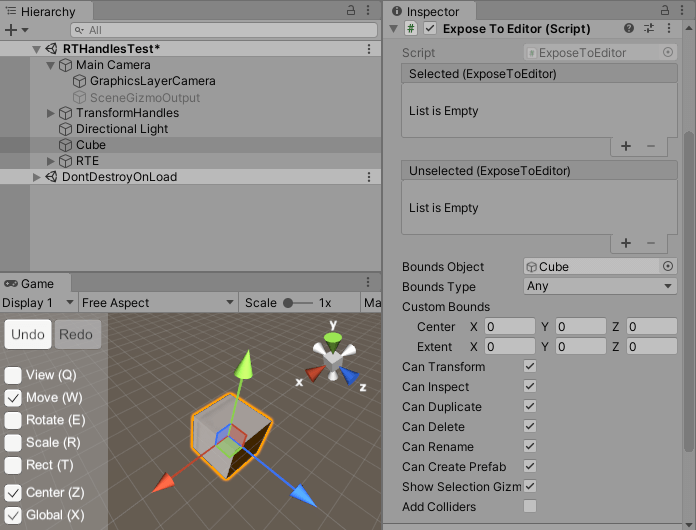 Hierarchy
All
RTHandlesTest*
Main Camera
GraphicsLayerCamera
SceneGizmoOutput
TransformHandles
Directional Light
Cube
RTE
DontDestroyOnLoad
Game
Display 1 Free Aspect Scale 1x Ma
Undo Redo
View (Q)
Move (W)
Rotate (E)
Scale (R)
Rect (T)
Center (Z)
Global (X)
y
x
z
Inspector
# Expose To Editor (Script)
Script # ExposeToEditor
Selected (ExposeToEditor)
List is Empty
Unselected (ExposeToEditor)
List is Empty
Bounds Object Cube
Bounds Type Any
Custom Bounds
Center X 0 Y 0 Z 0
Extent X 0 Y 0 Z 0
Can Transform
Can Inspect
Can Duplicate
Can Delete
Can Rename
Can Create Prefab
Show Selection Gizm
Add Colliders